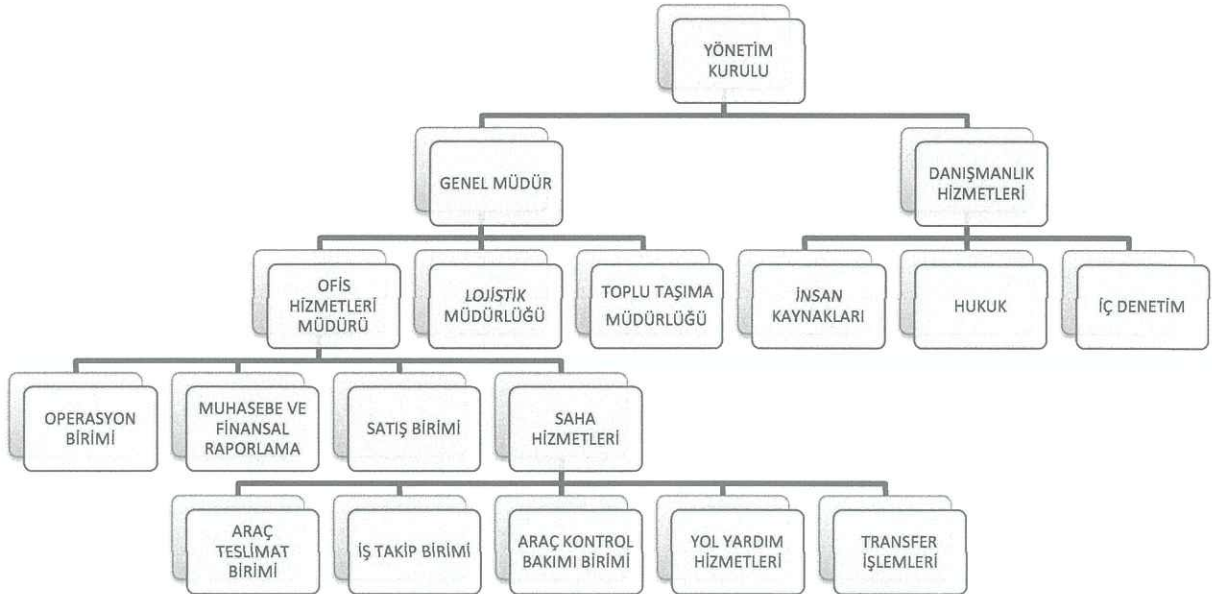 YÖNETİM
KURULU
GENEL MÜDÜR
DANIŞMANLIK
HİZMETLERİ
OFİS
HİZMETLERİ
MÜDÜRÜ
LOJİSTİK
MÜDÜRLÜĞÜ
TOPLU TAŞIMA
MÜDÜRLÜĞÜ
İNSAN
KAYNAKLARI
HUKUK
İÇ DENETİM
OPERASYON
BİRİMİ
MUHASEBE VE
FİNANSAL
RAPORLAMA
SATIŞ BİRİMİ
SAHA
HİZMETLERİ
ARAÇ
TESLİMAT
BİRİMİ
İŞ TAKİP BİRİMİ
ARAÇ KONTROL
BAKIMI BİRİMİ
YOL YARDIM
HİZMETLERİ
TRANSFER
İŞLEMLERİ